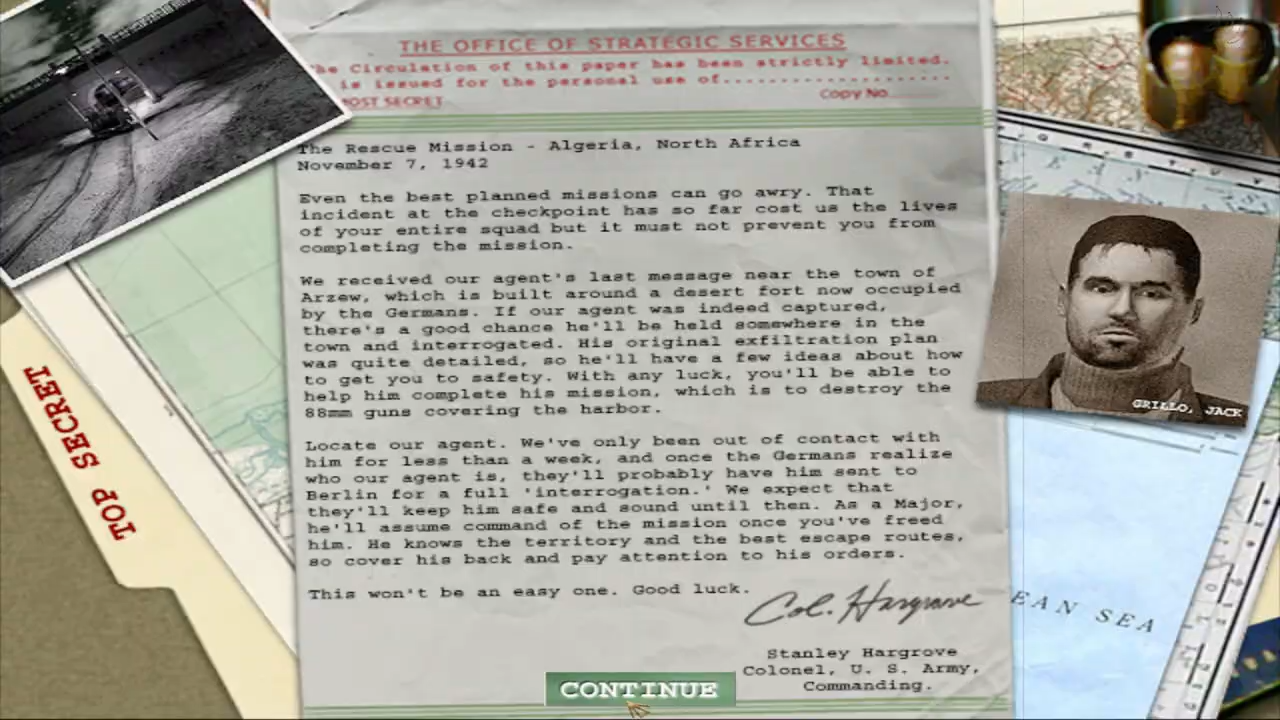 THE OFFICE OF STRATEGIC SERVICES
he Circulation of this paper has been strictly limited.
is issued for the personal use of.....................
MOST SECRET
Copy No
The Rescue Mission - Algeria, North Africa
November 7, 1942
Even the best planned missions can go awry. That
incident at the checkpoint has so far cost us the lives
of your entire squad but it must not prevent you from
completing the mission.
We received our agent's last message near the town of
Arzew, which is built around a desert fort now occupied
by the Germans. If our agent was indeed captured,
there's a good chance he'll be held somewhere in the
town and interrogated. His original exfiltration plan
was quite detailed, so he'll have a few ideas about how
to get you to safety. With any luck, you'll be able to
help him complete his mission, which is to destroy the
88mm guns covering the harbor.
Locate our agent. We've only been out of contact with
him for less than a week, and once the Germans realize
who our agent is, they'll probably have him sent to
Berlin for a full 'interrogation.' We expect that
they'll keep him safe and sound until then. As a Major,
he'll assume command of the mission once you've freed
him. He knows the territory and the best escape routes,
so cover his back and pay attention to his orders.
This won't be an easy one. Good luck.
Col. Hargrove
Stanley Hargrove
Colonel, U. S. Army,
Commanding.
CONTINUE
TOP SECRET
GRILLO, JACK
EAN SEA